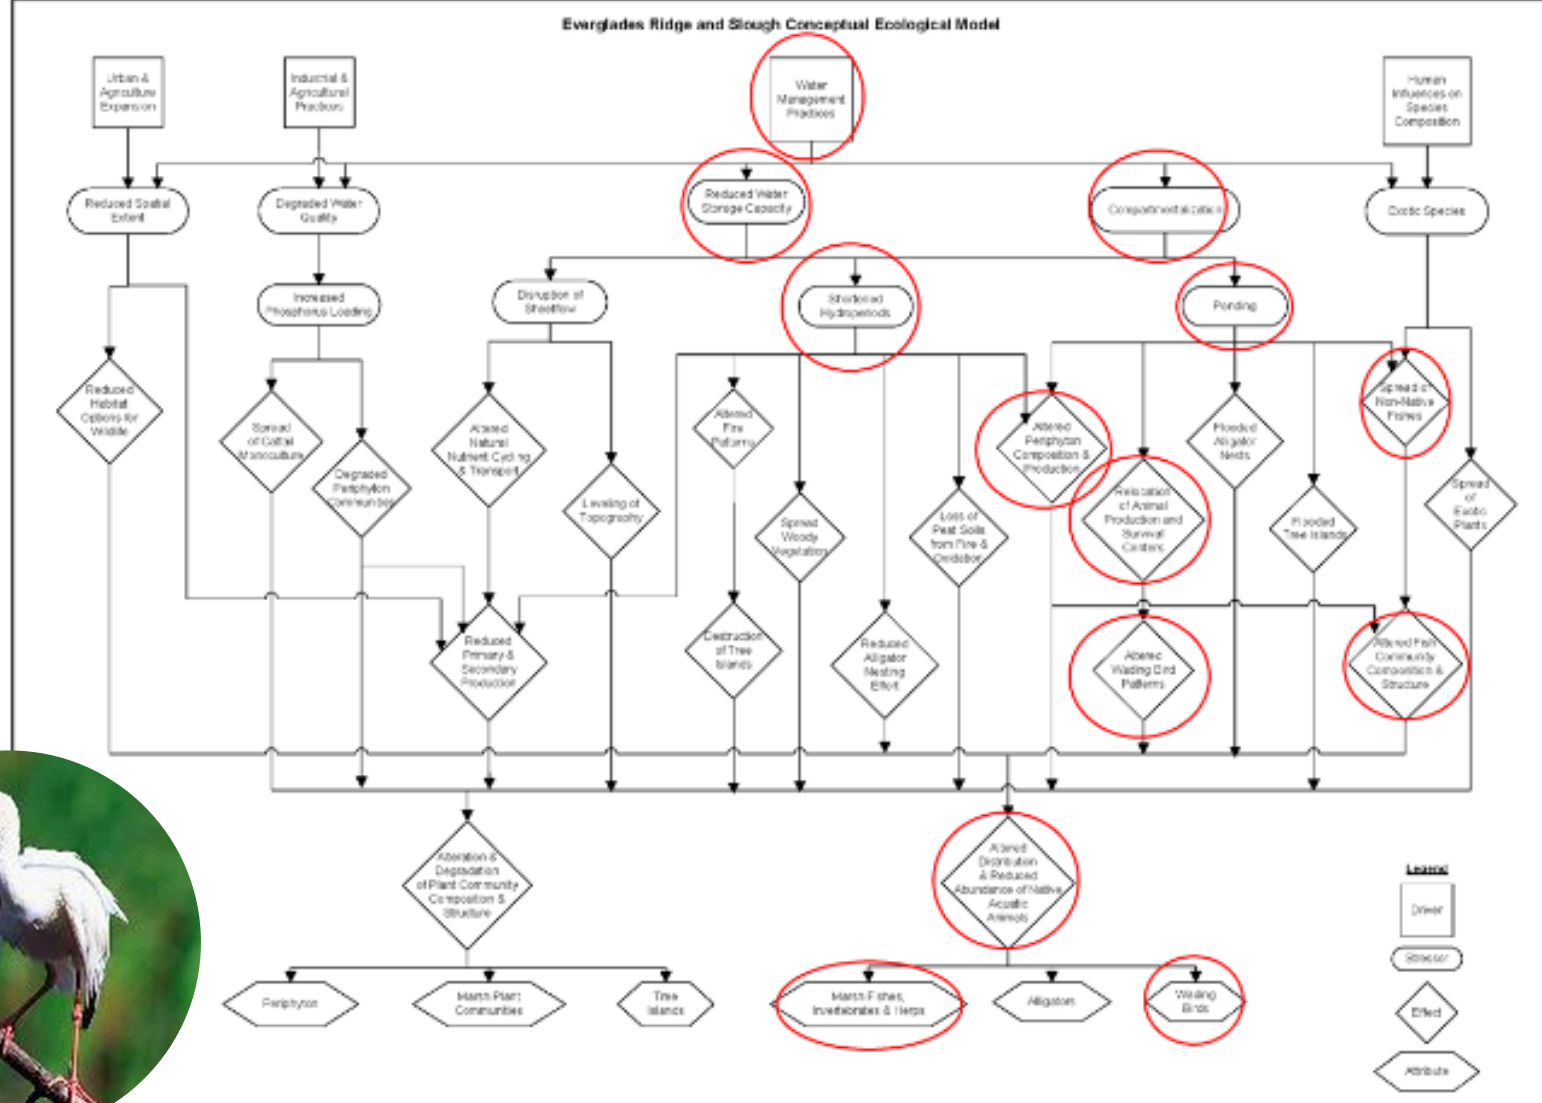 Everglades Ridge and Slough Conceptual Ecological Model
Urban &
Agriculture
Expansion
Industrial &
Agricultural
Practices
Water
Management
Practices
Human
Influences on
Species
Composition
Reduced Spatial
Extent
Degraded Water
Quality
Reduced Water
Storage Capacity
Compartmentalization
Exotic Species
Increased
Phosphorus Loading
Disruption of
Sheetflow
Shortened
Hydroperiods
Ponding
Reduced
Habitat
Options for
Wildlife
Spread
of Cattail
Monoculture
Degraded
Periphyton
Communities
Altered
Natural
Nutrient Cycling
& Transport
Leveling of
Topography
Altered
Fire
Patterns
Spread
Woody
Vegetation
Loss of
Peat Soils
from Fire &
Oxidation
Altered
Periphyton
Composition &
Production
Relocation
of Animal
Production and
Survival
Centers
Flooded
Alligator
Nests
Flooded
Tree Islands
Spread of
Non-Native
Fishes
Spread
of
Exotic
Plants
Reduced
Primary &
Secondary
Production
Destruction
of Tree
Islands
Reduced
Alligator
Nesting
Effort
Altered
Wading Bird
Patterns
Altered Fish
Community
Composition &
Structure
Alteration &
Degradation
of Plant Community
Composition &
Structure
Altered
Distribution
& Reduced
Abundance of Native
Aquatic
Animals
Periphyton
Marsh Plant
Communities
Tree
Islands
Marsh Fishes,
Invertebrates & Herps
Alligators
Wading
Birds
Legend
Driver
Stressor
Effect
Attribute